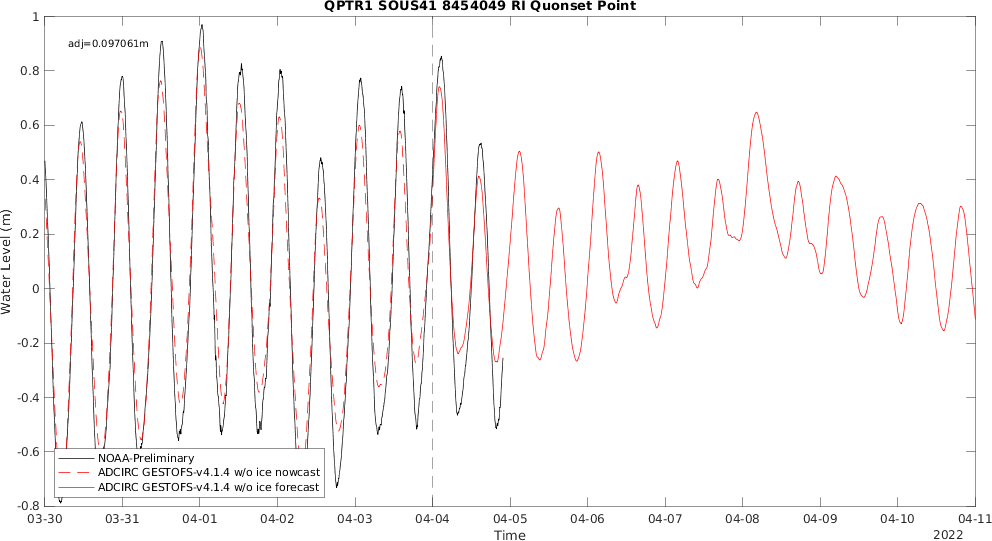 QPTR1 SOUS41 8454049 RI Quonset Point
adj=0.097061m
Water Level (m)
1
0.8
0.6
0.4
0.2
0
-0.2
-0.4
-0.6
-0.8
NOAA-Preliminary
ADCIRC GESTOFS-v4.1.4 w/o ice nowcast
ADCIRC GESTOFS-v4.1.4 w/o ice forecast
03-30 03-31 04-01 04-02 04-03 04-04 04-05 04-06 04-07 04-08 04-09 04-10 04-11
Time
2022